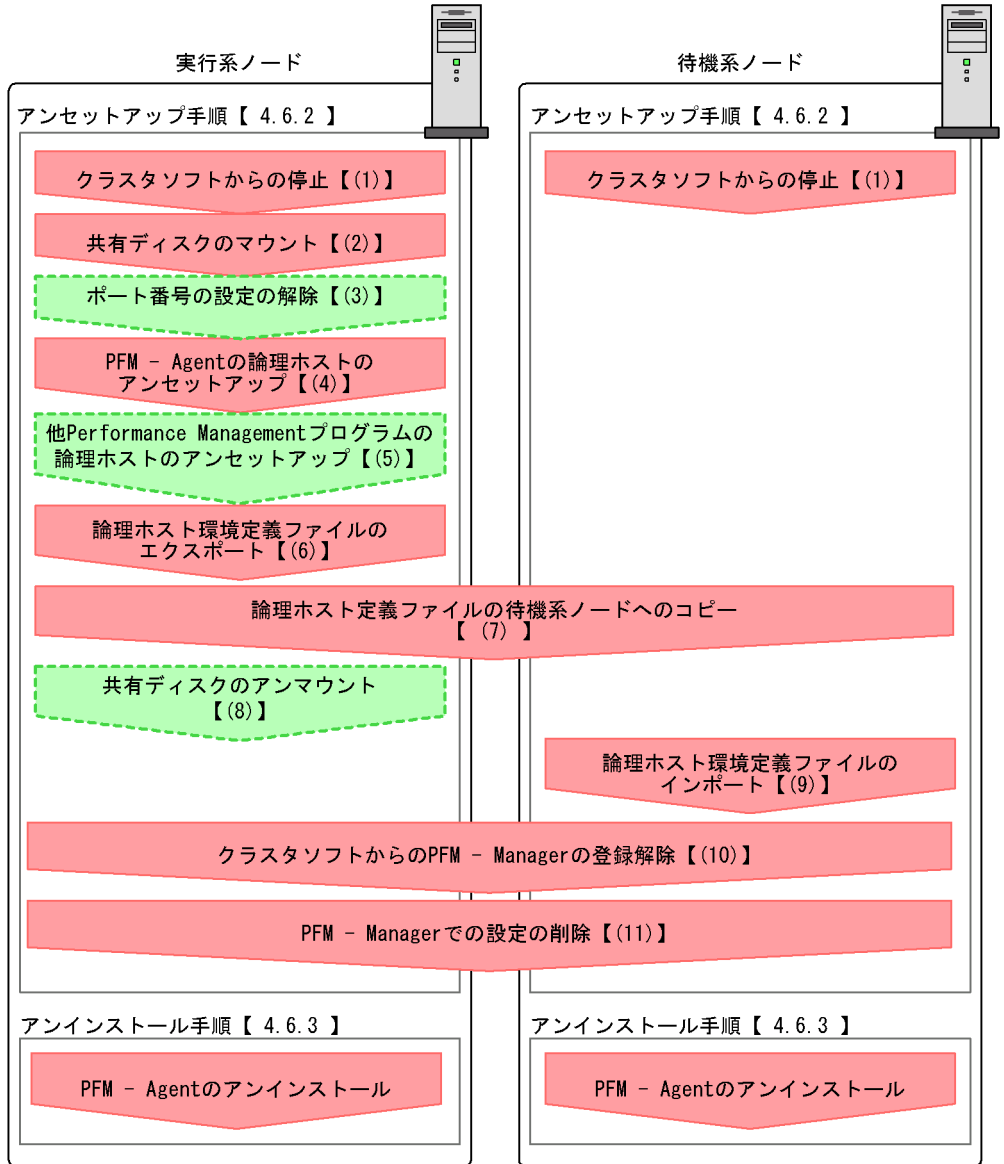 実行系ノード
待機系ノード
アンセットアップ手順【 4.6.2 】
アンセットアップ手順【 4.6.2 】
クラスタソフトからの停止【(1)】
クラスタソフトからの停止【(1)】
共有ディスクのマウント【(2)】
ポート番号の設定の解除【(3)】
PFM - Agentの論理ホストの
アンセットアップ【(4)】
他Performance Managementプログラムの
論理ホストのアンセットアップ【(5)】
論理ホスト環境定義ファイルの
エクスポート【(6)】
論理ホスト定義ファイルの待機系ノードへのコピー
【 (7) 】
共有ディスクのアンマウント
【(8)】
論理ホスト環境定義ファイルの
インポート【(9)】
クラスタソフトからのPFM - Managerの登録解除【(10)】
PFM - Managerでの設定の削除【(11)】
アンインストール手順【 4.6.3 】
アンインストール手順【 4.6.3 】
PFM - Agentのアンインストール
PFM - Agentのアンインストール